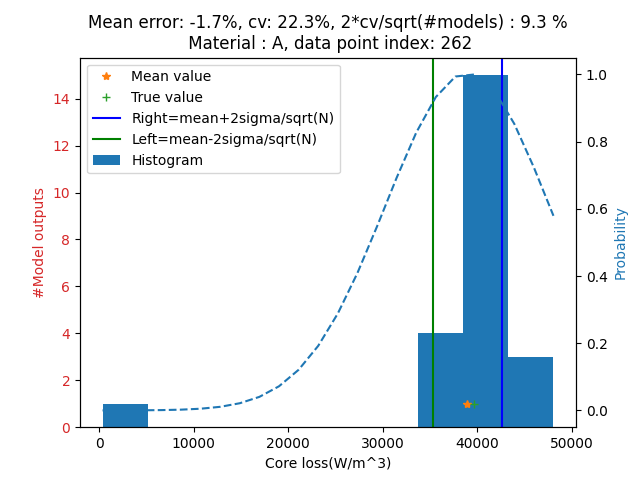 Mean error: -1.7%, cv: 22.3%, 2*cv/sqrt(#models) : 9.3 %
Material : A, data point index: 262
Mean value
True value
Right=mean+2sigma/sqrt(N)
Left=mean-2sigma/sqrt(N)
Histogram
#Model outputs
14
12
10
8
6
4
2
0
1.0
0.8
0.6
0.4
0.2
0.0
Probability
0 10000 20000 30000 40000 50000
Core loss(W/m^3)